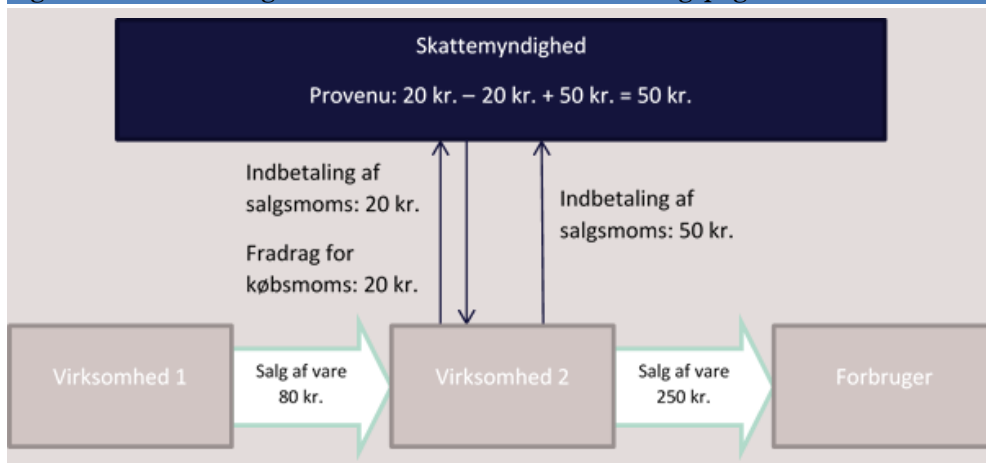 Skattemyndighed
Provenu: 20 kr. – 20 kr. + 50 kr. = 50 kr.
Indbetaling af
salgsmoms: 20 kr.
Fradrag for
købsmoms: 20 kr.
Indbetaling af
salgsmoms: 50 kr.
Virksomhed 1
Salg af vare
80 kr.
Virksomhed 2
Salg af vare
250 kr.
Forbruger